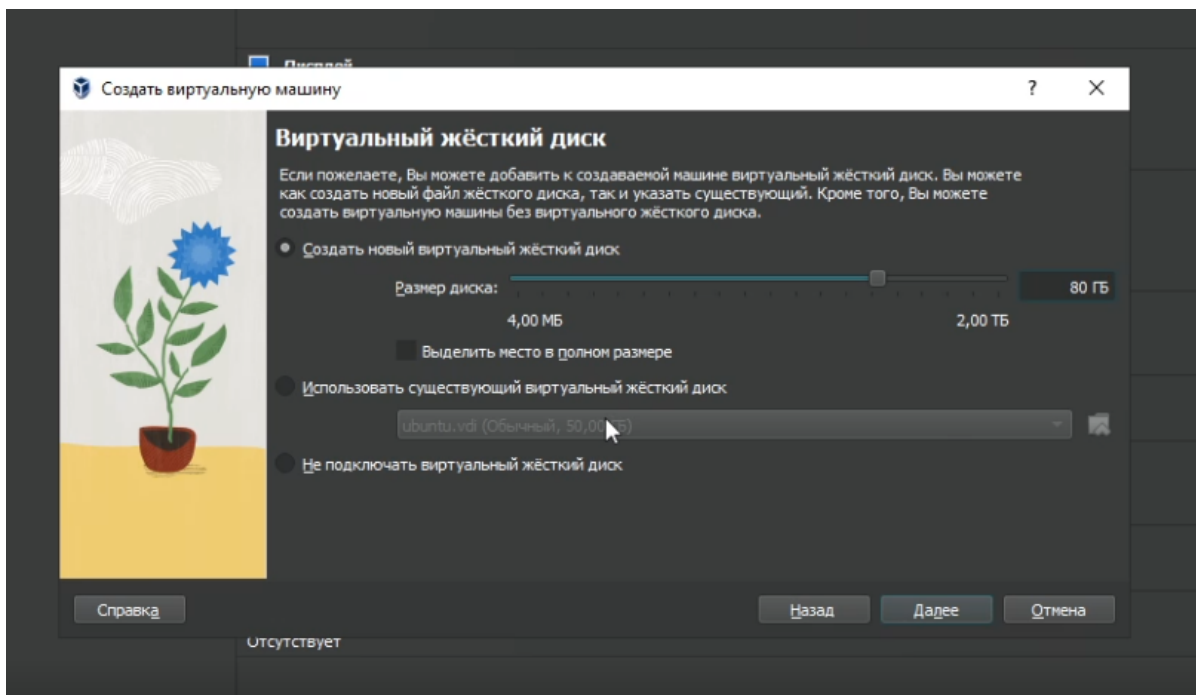 Дисплей
Создать виртуальную машину
?
Виртуальный жёсткий диск
Если пожелаете, Вы можете добавить к создаваемой машине виртуальный жёсткий диск. Вы можете
как создать новый файл жёсткого диска, так и указать существующий. Кроме того, Вы можете
создать виртуальную машины без виртуального жёсткого диска.
Создать новый виртуальный жёсткий диск
Размер диска:
80 ГБ
4,00 МБ
2,00 ТБ
Выделить место в полном размере
Использовать существующий виртуальный жёсткий диск
ubuntu.vdi (Обычный, 50,00
Не подключать виртуальный жёсткий диск
Справка
Назад
Далее
Отмена
Отсутствует